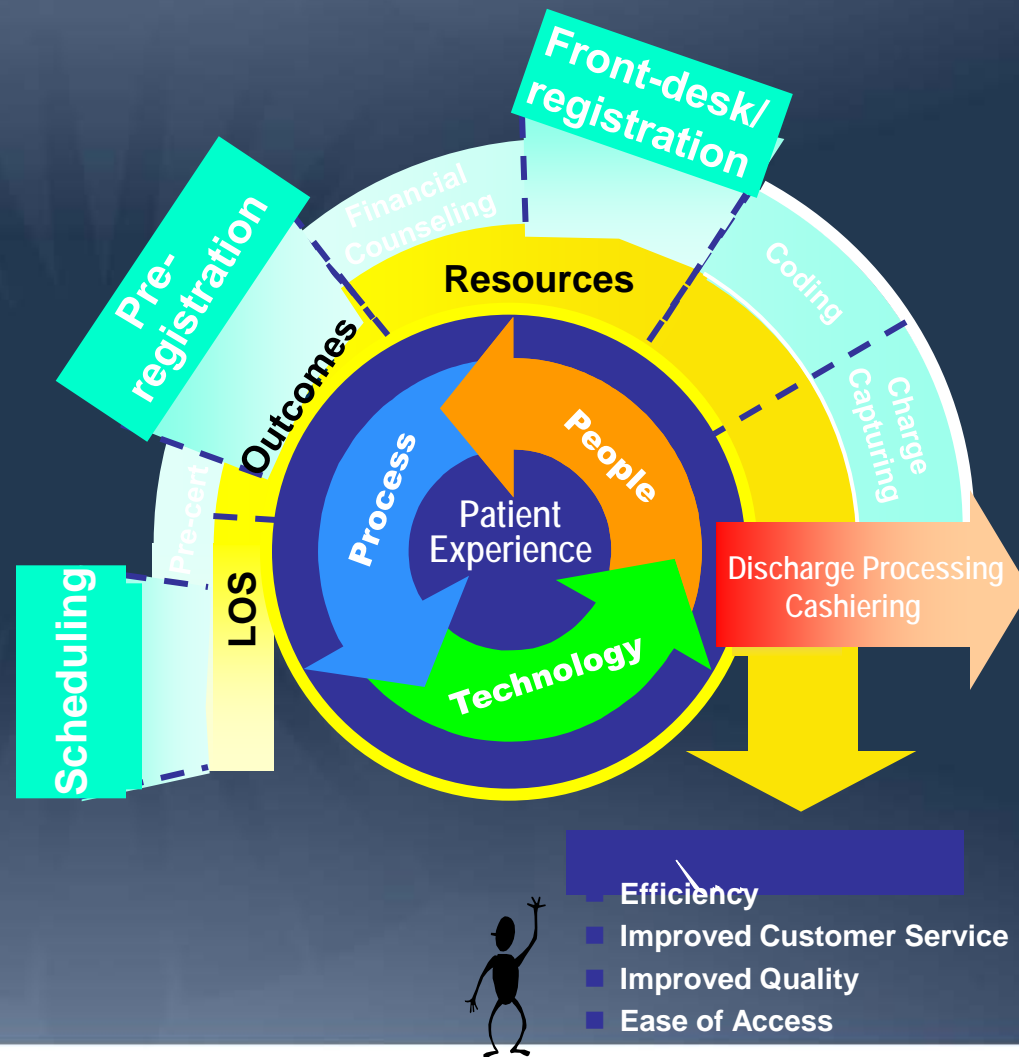 Front-desk/
registration
Financial
Counseling
Pre-
registration
Resources
Coding
Charge
Capturing
Outcomes
Pre-cert
People
Process
Patient
Experience
Discharge Processing
Cashiering
LOS
Scheduling
Technology
Efficiency
Improved Customer Service
Improved Quality
Ease of Access